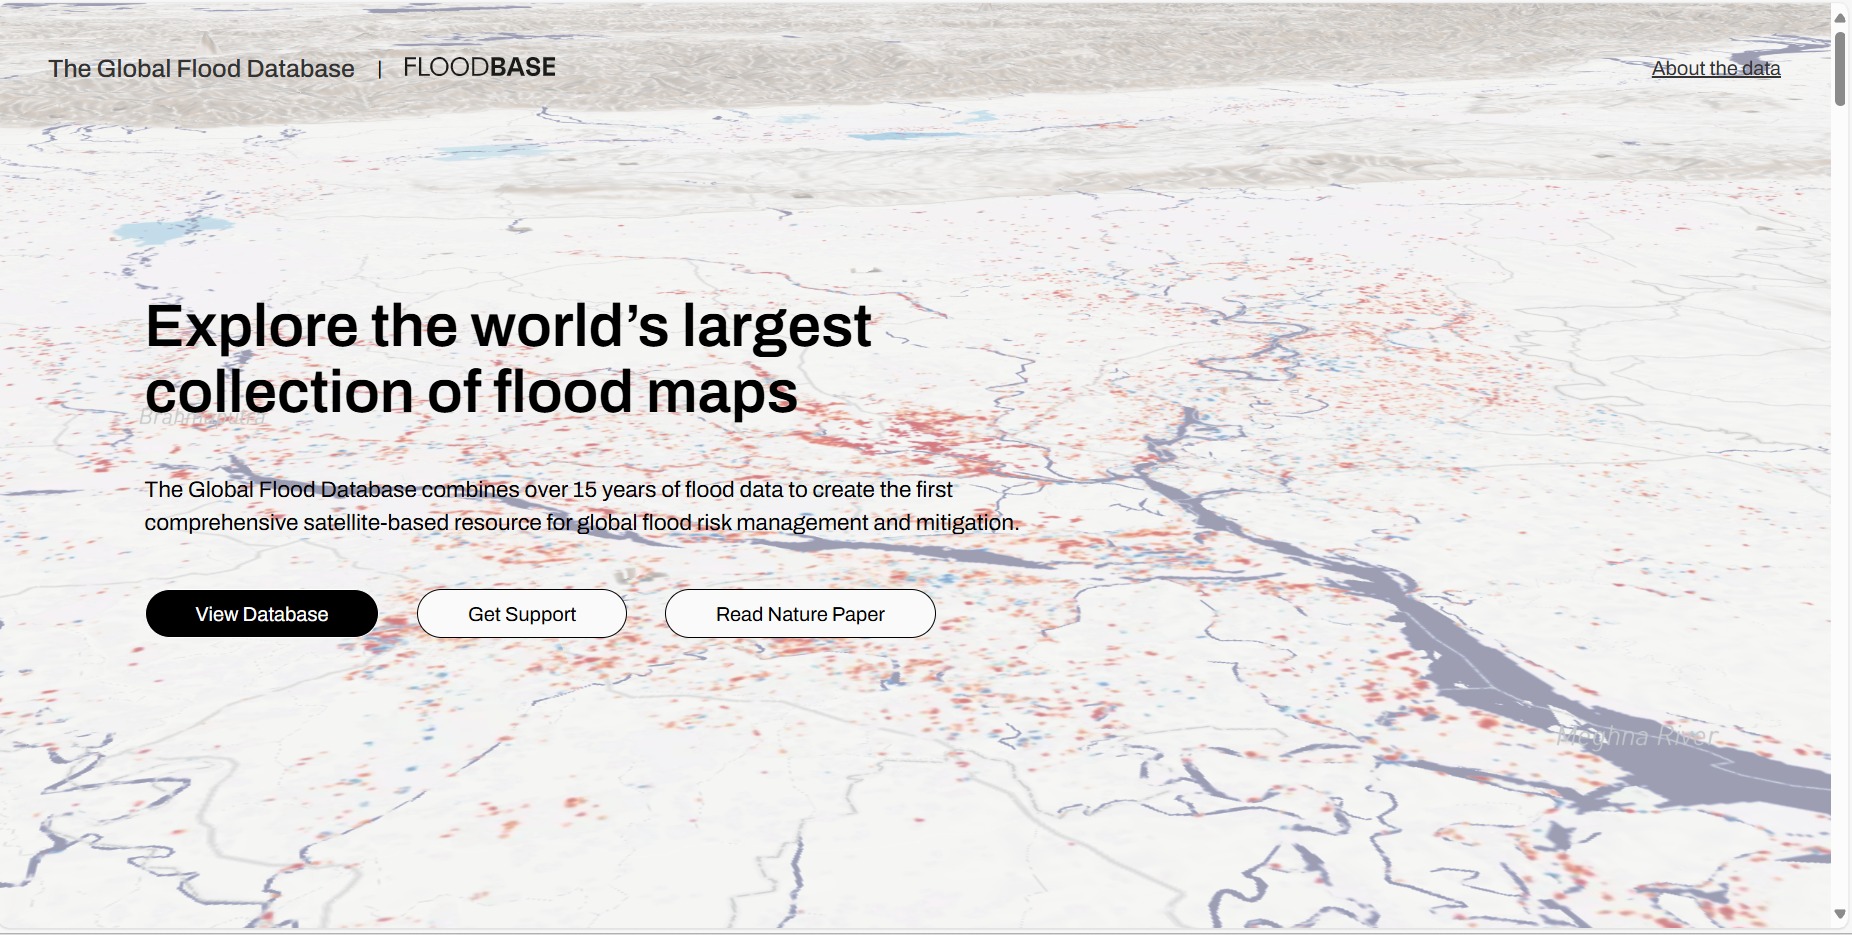 The Global Flood Database | FLOODBASE
About the data
Explore the world’s largest
collection of flood maps
Brahmaputra
The Global Flood Database combines over 15 years of flood data to create the first
comprehensive satellite-based resource for global flood risk management and mitigation.
View Database
Get Support
Read Nature Paper
Meghna River